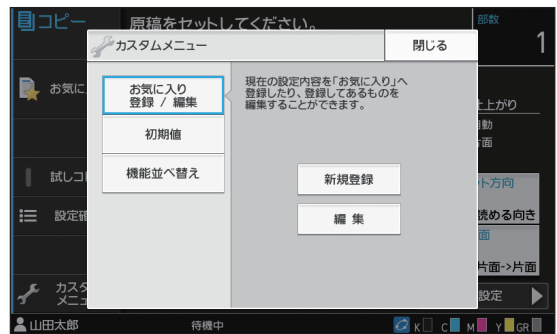 コピー
原稿をセットしてください。
部数
1
カスタムメニュー
閉じる
お気に
お気に入り
登録 / 編集
現在の設定内容を「お気に入り」へ
登録したり、登録してあるものを
編集することができます。
初期値
機能並べ替え
新規登録
編 集
試しコ
設定確
カスタ
メニュ
上がり
自動
面
ト方向
読める向き
面
片面->片面
設定
山田太郎
待機中
K C M Y GR